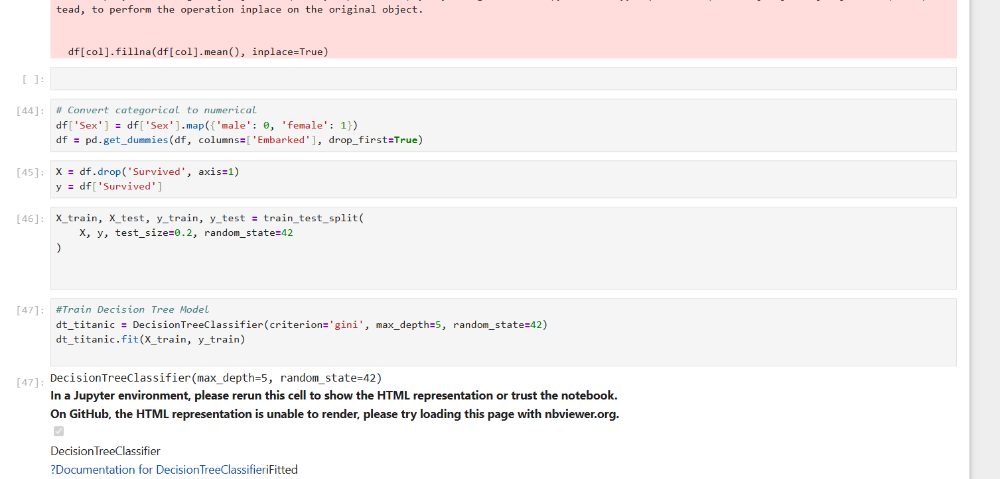 tead, to perform the operation inplace on the original object.
df[col].fillna(df[col].mean(), inplace=True)
[ ]:
[44]:
# Convert categorical to numerical
df['Sex'] = df['Sex'].map({'male': 0, 'female': 1})
df = pd.get_dummies(df, columns=['Embarked'], drop_first=True)
[45]:
X = df.drop('Survived', axis=1)
y = df['Survived']
[46]:
X_train, X_test, y_train, y_test = train_test_split(
    X, y, test_size=0.2, random_state=42
)
[47]:
#Train Decision Tree Model
dt_titanic = DecisionTreeClassifier(criterion='gini', max_depth=5, random_state=42)
dt_titanic.fit(X_train, y_train)
[47]:
DecisionTreeClassifier(max_depth=5, random_state=42)
In a Jupyter environment, please rerun this cell to show the HTML representation or trust the notebook.
On GitHub, the HTML representation is unable to render, please try loading this page with nbviewer.org.
DecisionTreeClassifier
?Documentation for DecisionTreeClassifieriFitted